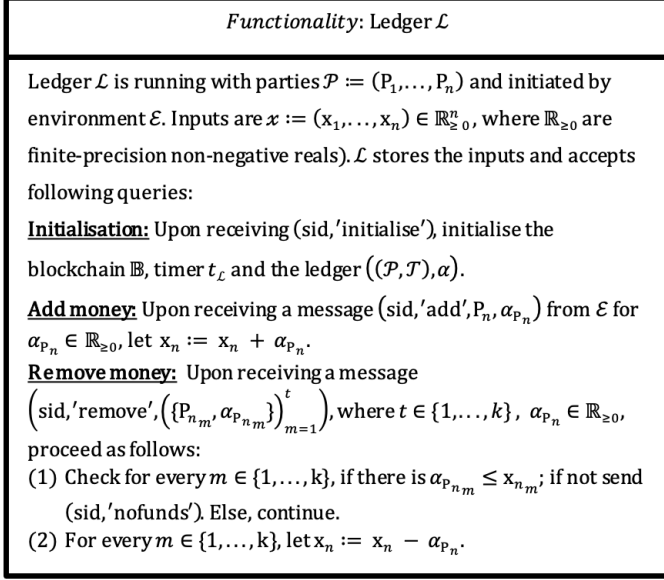 Functionality: Ledger ℒ
Ledger ℒ is running with parties 𝒫 ≔ (P₁,…,Pₙ) and initiated by
environment ℰ. Inputs are 𝓍 ≔ (x₁,..,xₙ) ∈ ℝ≥0ⁿ, where ℝ≥0 are
finite-precision non-negative reals). ℒ stores the inputs and accepts
following queries:
Initialisation: Upon receiving (sid,'initialise'), initialise the
blockchain 𝔹, timer t_ℒ and the ledger ((𝒫,𝒯),α).
Add money: Upon receiving a message (sid,'add',Pₙ,α_Pₙ) from ℰ for
α_Pₙ ∈ ℝ≥0, let xₙ ≔ xₙ + α_Pₙ.
Remove money: Upon receiving a message
(sid,'remove',({P_nₘ,α_P_nₘ})ᵗₘ₌₁), where t ∈ {1,…,k}, α_Pₙ ∈ ℝ≥0,
proceed as follows:
(1) Check for every m ∈ {1,…,k}, if there is α_P_nₘ ≤ x_nₘ; if not send
(sid,'nofunds'). Else, continue.
(2) For every m ∈ {1,…,k}, let xₙ ≔ xₙ − α_Pₙ.